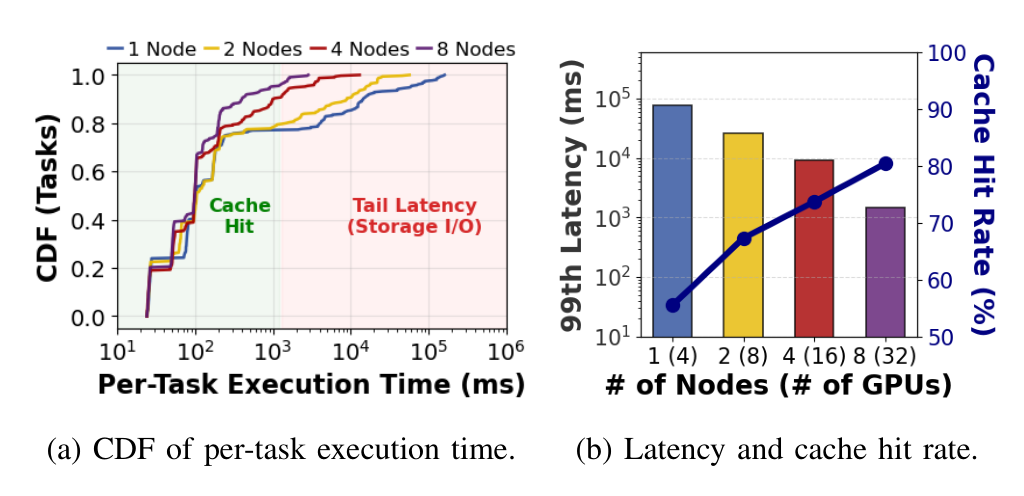 1 Node 2 Nodes 4 Nodes 8 Nodes
CDF (Tasks)
1.0
0.8
0.6
0.4
0.2
0.0
Cache
Hit
Tail Latency
(Storage I/O)
10¹ 10² 10³ 10⁴ 10⁵ 10⁶
Per-Task Execution Time (ms)
(a) CDF of per-task execution time.
99th Latency (ms)
10⁵
10⁴
10³
10²
10¹
100
90
80
70
60
50
Cache Hit Rate (%)
1 (4) 2 (8) 4 (16) 8 (32)
# of Nodes (# of GPUs)
(b) Latency and cache hit rate.